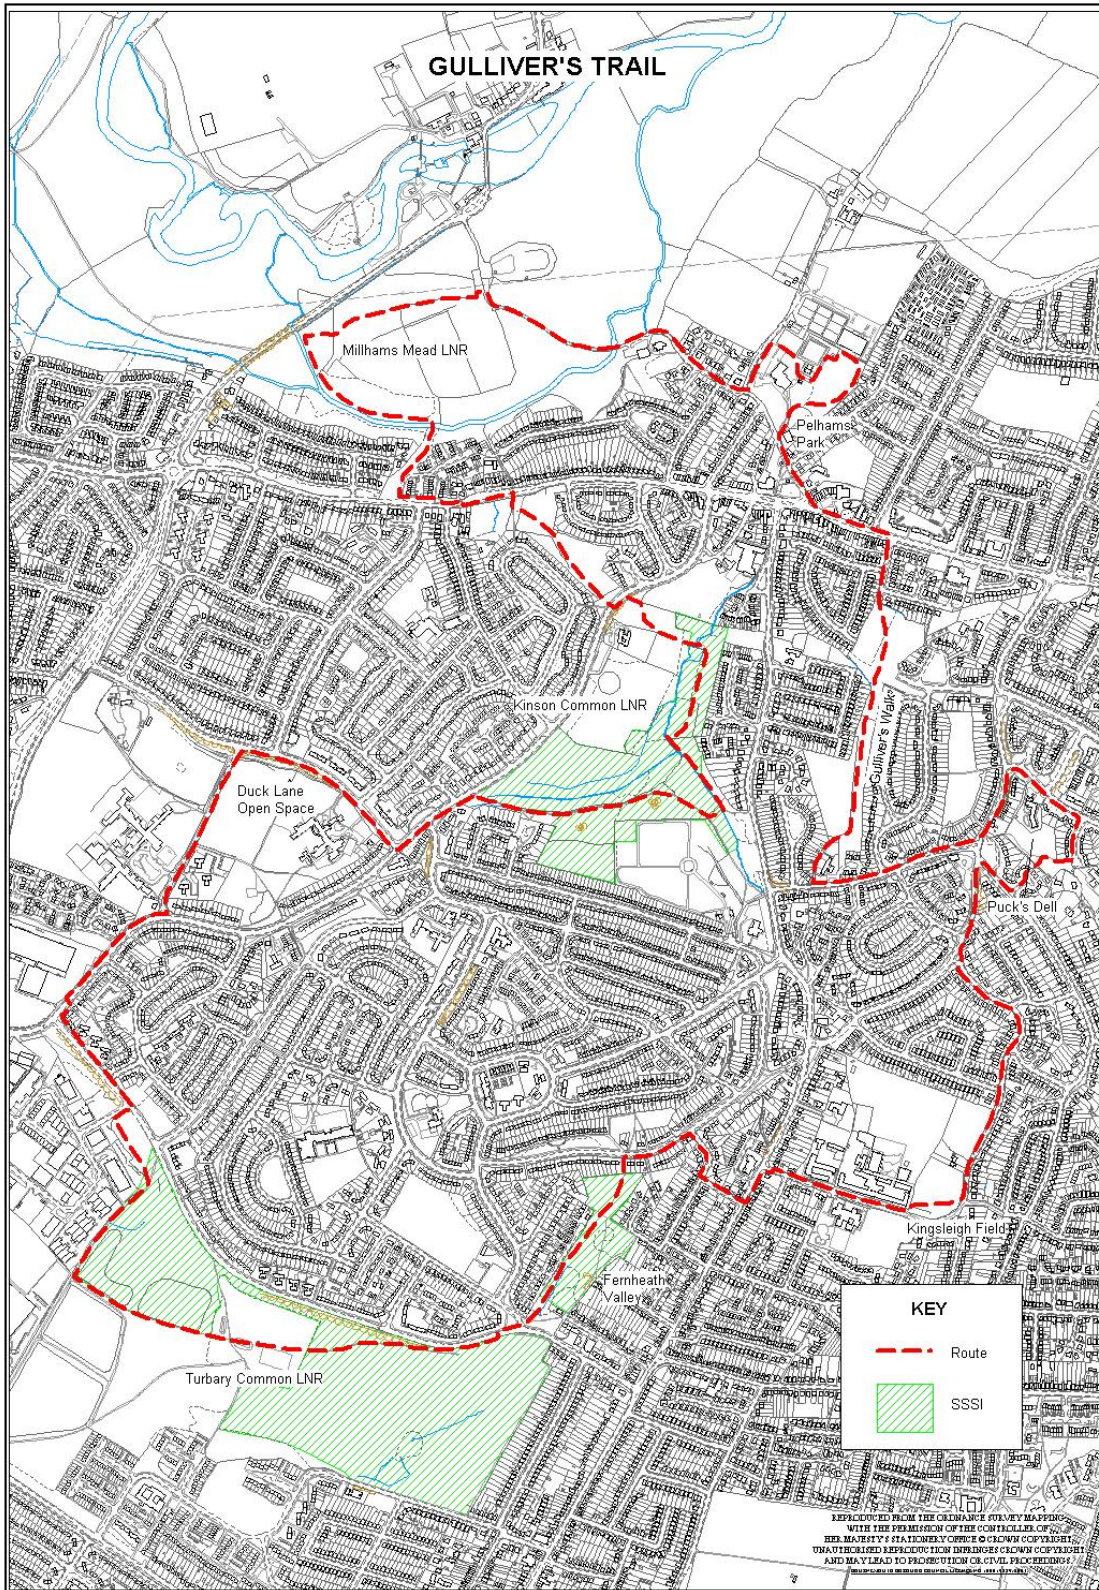 GULLIVER'S TRAIL
Millhams Mead LNR
Pelhams
Park
Kinson Common LNR
Gulliver's Walk
Duck Lane
Open Space
Puck's Dell
Kingsleigh Field
Fernheath
Valley
Turbary Common LNR
KEY
Route
SSSI
REPRODUCED FROM THE ORDNANCE SURVEY MAPPING
WITH THE PERMISSION OF THE CONTROLLER OF
HER MAJESTY'S STATIONERY OFFICE © CROWN COPYRIGHT
UNAUTHORISED REPRODUCTION INFRINGES CROWN COPYRIGHT
AND MAY LEAD TO PROSECUTION OR CIVIL PROCEEDINGS